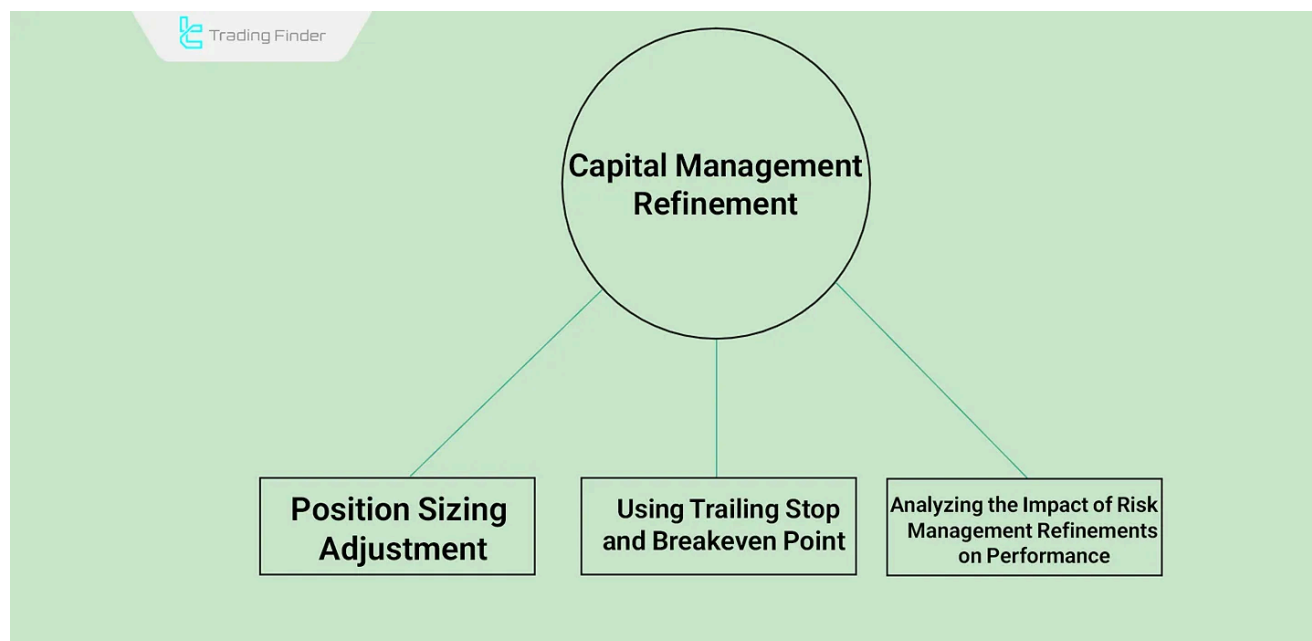 Trading Finder
Capital Management
Refinement
Position Sizing
Adjustment
Using Trailing Stop
and Breakeven Point
Analyzing the Impact of Risk
Management Refinements
on Performance